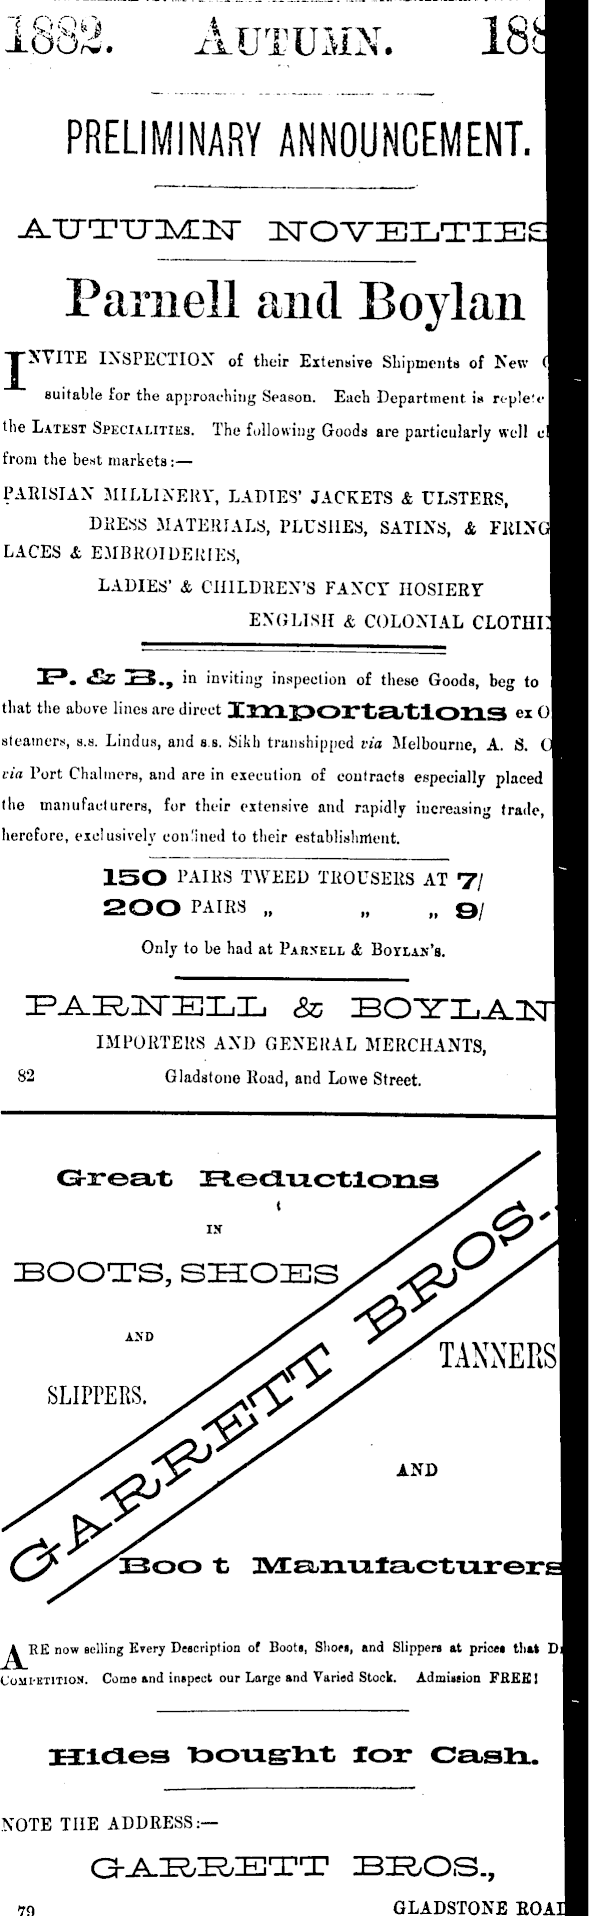 1882. AUTUMN. 188
PRELIMINARY ANNOUNCEMENT.
AUTUMN NOVELTIES
Parnell and Boylan
INVITE INSPECTION of their Extensive Shipments of New
suitable for the approaching Season. Each Department is replete
the LATEST SPECIALITIES. The following Goods are particularly well
from the best markets:—
PARISIAN MILLINERY, LADIES' JACKETS & ULSTERS,
DRESS MATERIALS, PLUSHES, SATINS, & FRING
LACES & EMBROIDERIES,
LADIES' & CHILDREN'S FANCY HOSIERY
ENGLISH & COLONIAL CLOTHI
P. & B., in inviting inspection of these Goods, beg to
that the above lines are direct Importations ex O
steamers, s.s. Lindus, and s.s. Sikh transhipped via Melbourne, A. S. O
via Port Chalmers, and are in execution of contracts especially placed
the manufacturers, for their extensive and rapidly increasing trade,
herefore, exclusively confined to their establishment.
150 PAIRS TWEED TROUSERS AT 7/
200 PAIRS „ „ „ 9/
Only to be had at PARNELL & BOYLAN'S.
PARNELL & BOYLAN
IMPORTERS AND GENERAL MERCHANTS,
82 Gladstone Road, and Lowe Street.
Great Reductions
IN
BOOTS, SHOES
AND
SLIPPERS.
GARRETT BROS.,
TANNERS
AND
Boot Manufacturers
ARE now selling Every Description of Boots, Shoes, and Slippers at prices that D
COMPETITION. Come and inspect our Large and Varied Stock. Admission FREE!
Hides bought for Cash.
NOTE THE ADDRESS:—
GARRETT BROS.,
79 GLADSTONE ROAD